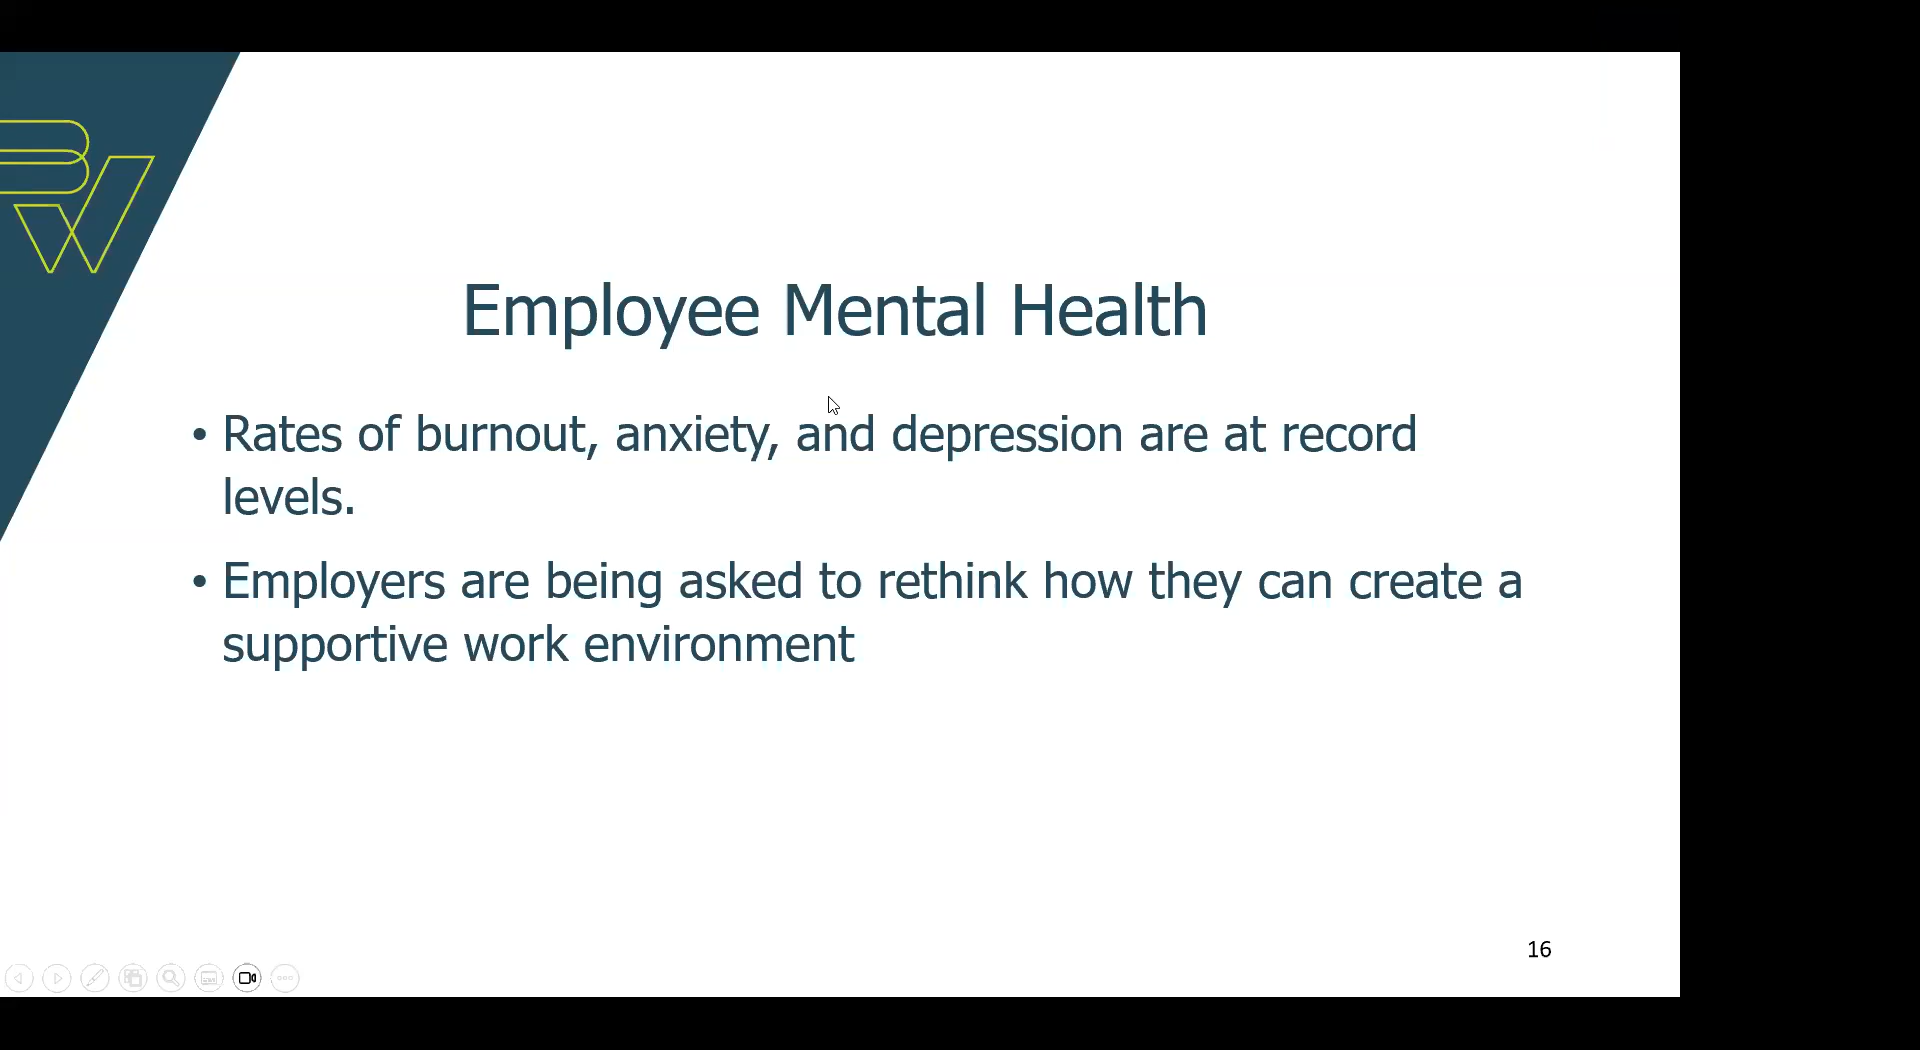 Employee Mental Health
• Rates of burnout, anxiety, and depression are at record
levels.
• Employers are being asked to rethink how they can create a
supportive work environment
16